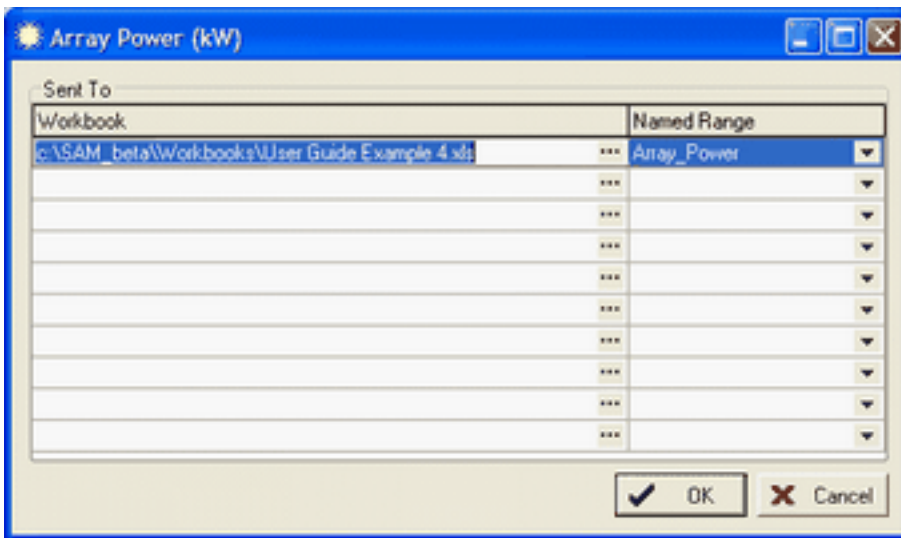 Array Power (kW)
Sent To
Workbook Named Range
c:\SAM_beta\Workbooks\User Guide Example 4.xls ... Array_Power
...
...
...
...
...
...
...
...
...
OK Cancel